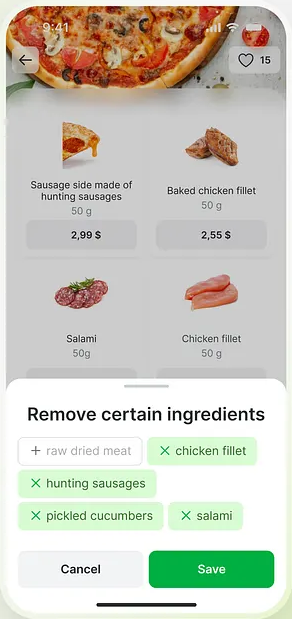 9:41
15
Sausage side made of
hunting sausages
50 g
2,99 $
Baked chicken fillet
50 g
2,55 $
Salami
50g
Chicken fillet
50 g
Remove certain ingredients
raw dried meat
chicken fillet
hunting sausages
pickled cucumbers
salami
Cancel
Save